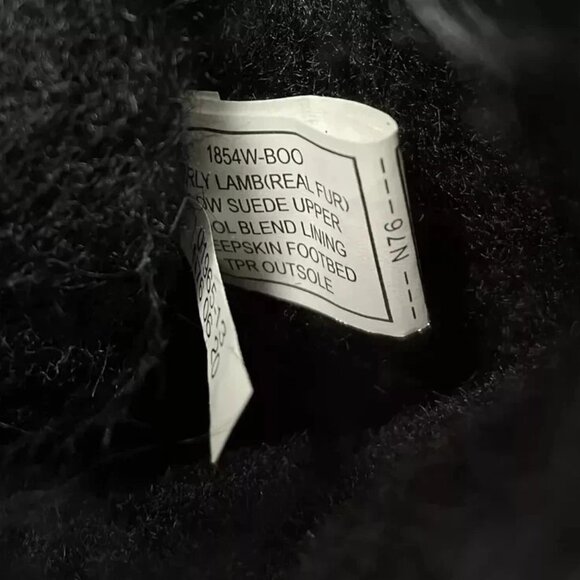 1854W-BOO
RLY LAMB(REAL FUR)
OW SUEDE UPPER
OL BLEND LINING
EEPSKIN FOOTBED
TPR OUTSOLE
--- N76 ---